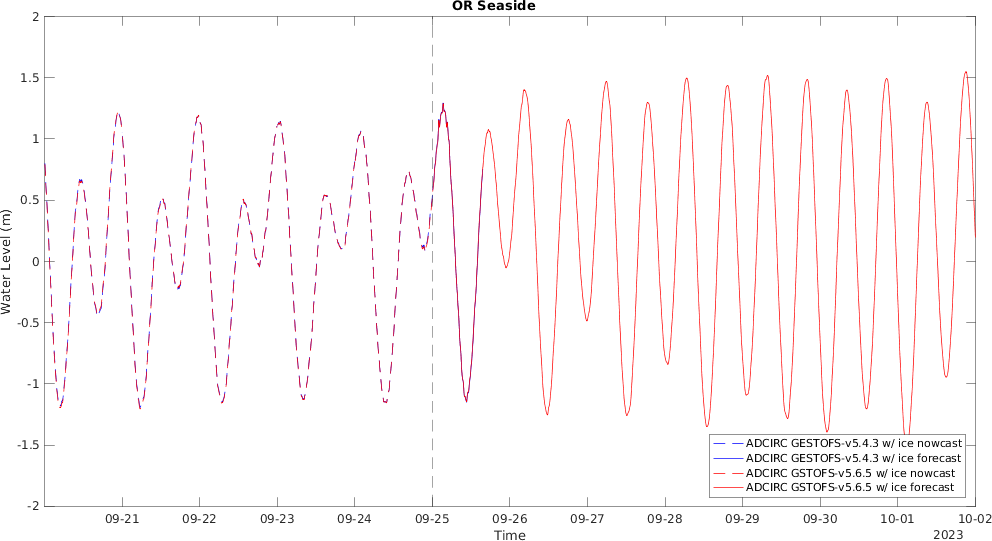 OR Seaside
2
1.5
1
0.5
0
-0.5
-1
-1.5
-2
Water Level (m)
ADCIRC GESTOFS-v5.4.3 w/ ice nowcast
ADCIRC GESTOFS-v5.4.3 w/ ice forecast
ADCIRC GSTOFS-v5.6.5 w/ ice nowcast
ADCIRC GSTOFS-v5.6.5 w/ ice forecast
09-21 09-22 09-23 09-24 09-25 09-26 09-27 09-28 09-29 09-30 10-01 10-02
Time
2023